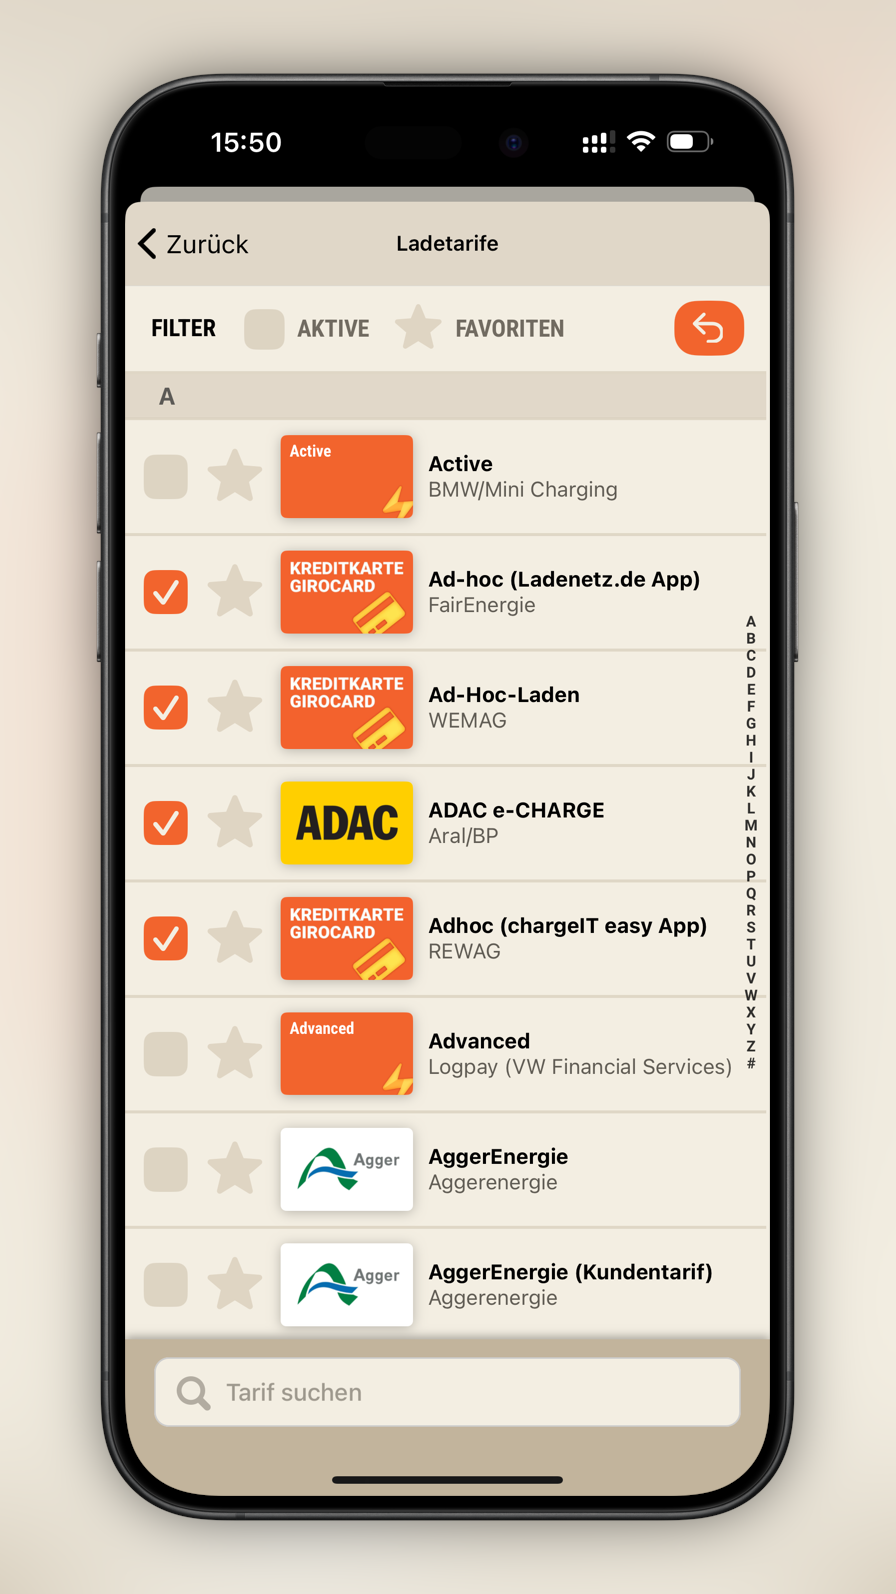 15:50
Zurück
Ladetarife
FILTER
AKTIVE
FAVORITEN
A
Active
Active
BMW/Mini Charging
KREDITKARTE
GIROCARD
Ad-hoc (Ladenetz.de App)
FairEnergie
KREDITKARTE
GIROCARD
Ad-Hoc-Laden
WEMAG
ADAC
ADAC e-CHARGE
Aral/BP
KREDITKARTE
GIROCARD
Adhoc (chargeIT easy App)
REWAG
Advanced
Advanced
Logpay (VW Financial Services)
Agger
AggerEnergie
Aggerenergie
Agger
AggerEnergie (Kundentarif)
Aggerenergie
A
B
C
D
E
F
G
H
I
J
K
L
M
N
O
P
Q
R
S
T
U
V
W
X
Y
Z
#
Tarif suchen